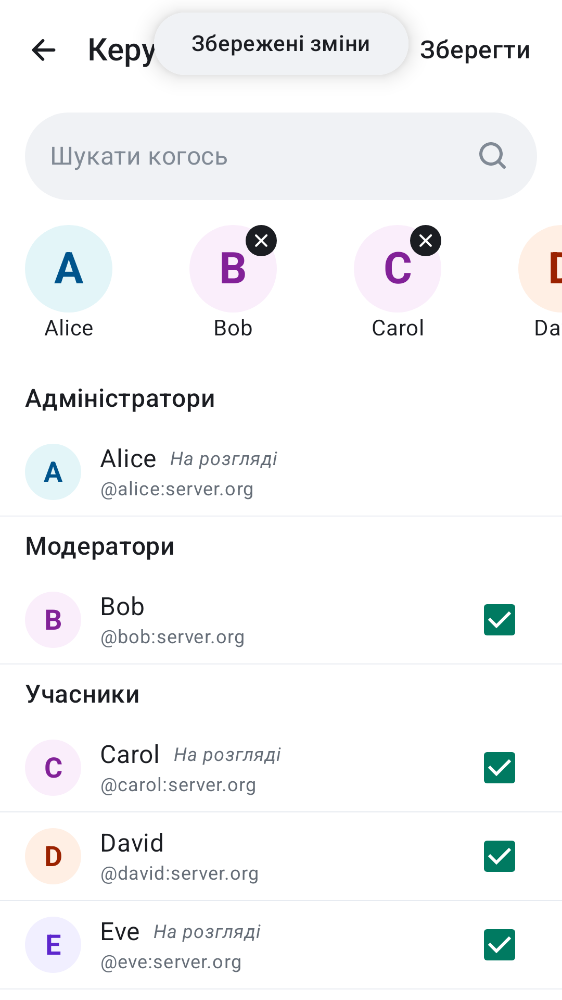 Керу
Збережені зміни
Зберегти
Шукати когось
A
B
C
Alice
Bob
Carol
Da
Адміністратори
A
Alice На розгляді
@alice:server.org
Модератори
B
Bob
@bob:server.org
Учасники
C
Carol На розгляді
@carol:server.org
D
David
@david:server.org
E
Eve На розгляді
@eve:server.org